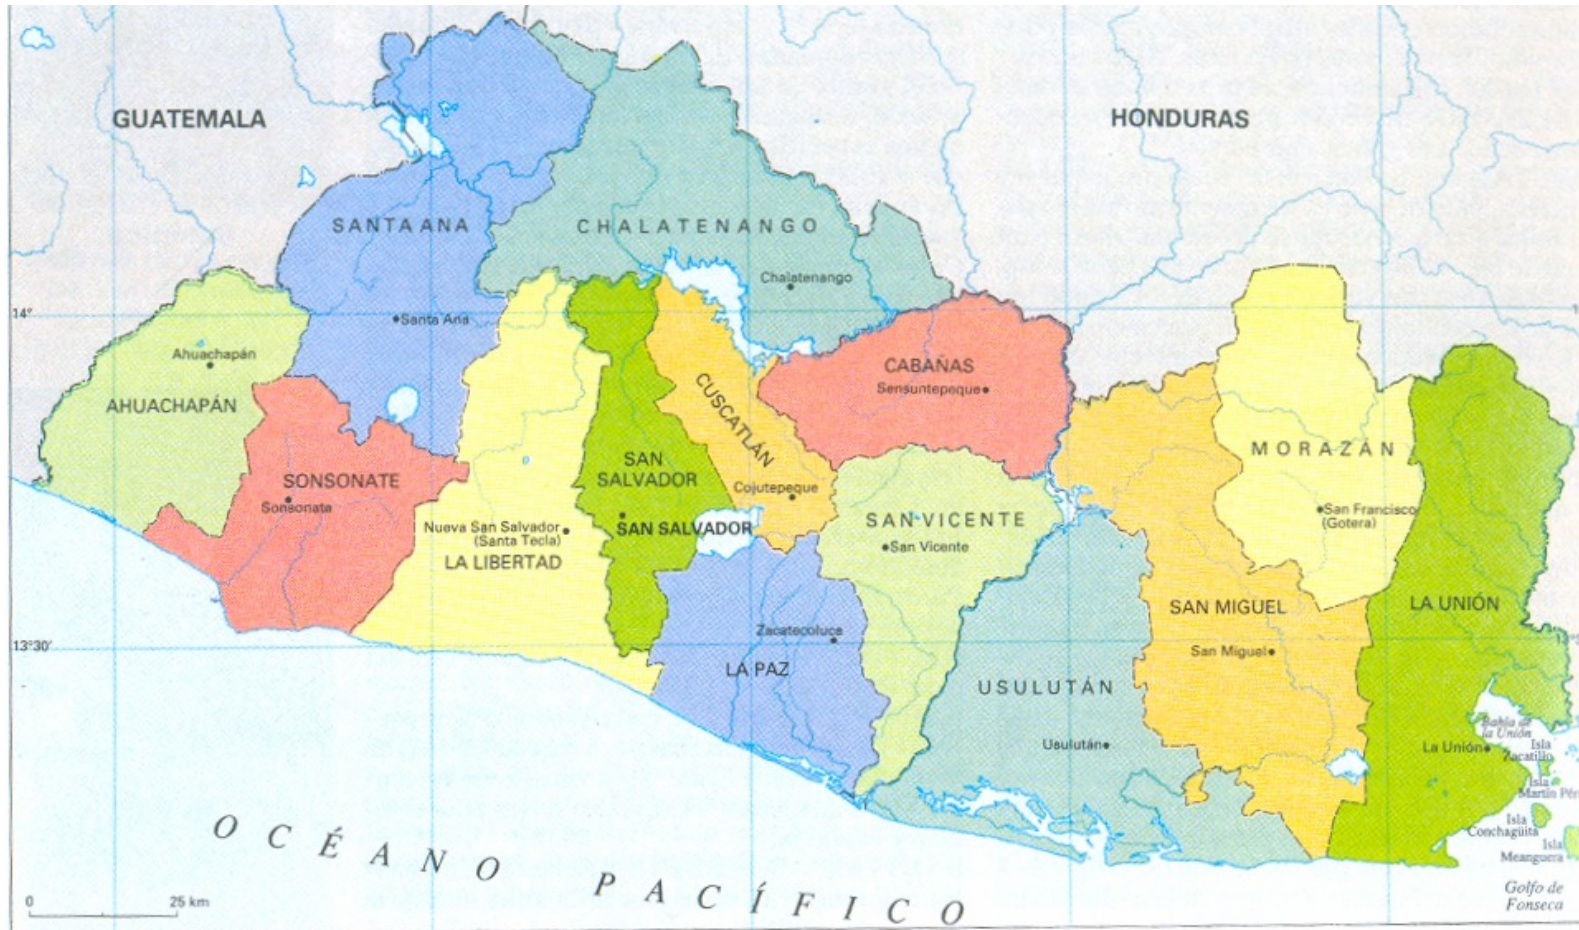 GUATEMALA
HONDURAS
SANTA ANA
CHALATENANGO
Chalatenango
14°
Santa Ana
Ahuachapán
AHUACHAPÁN
CABAÑAS
Sensuntepeque
CUSCATLÁN
MORAZÁN
SAN
SALVADOR
SONSONATE
Sonsonate
Cojutepeque
SAN VICENTE
San Francisco
(Gotera)
Nueva San Salvador
(Santa Tecla)
SAN SALVADOR
LA LIBERTAD
San Vicente
SAN MIGUEL
LA UNIÓN
Zacatecoluca
13°30'
San Miguel
LA PAZ
USULUTÁN
Usulután
Bahía de
la Unión
La Unión
Isla
Zacatillo
Isla
Martín Pér
Isla
Conchagüita
Isla
Meanguera
OCÉANO PACÍFICO
Golfo de
Fonseca
0 25 km